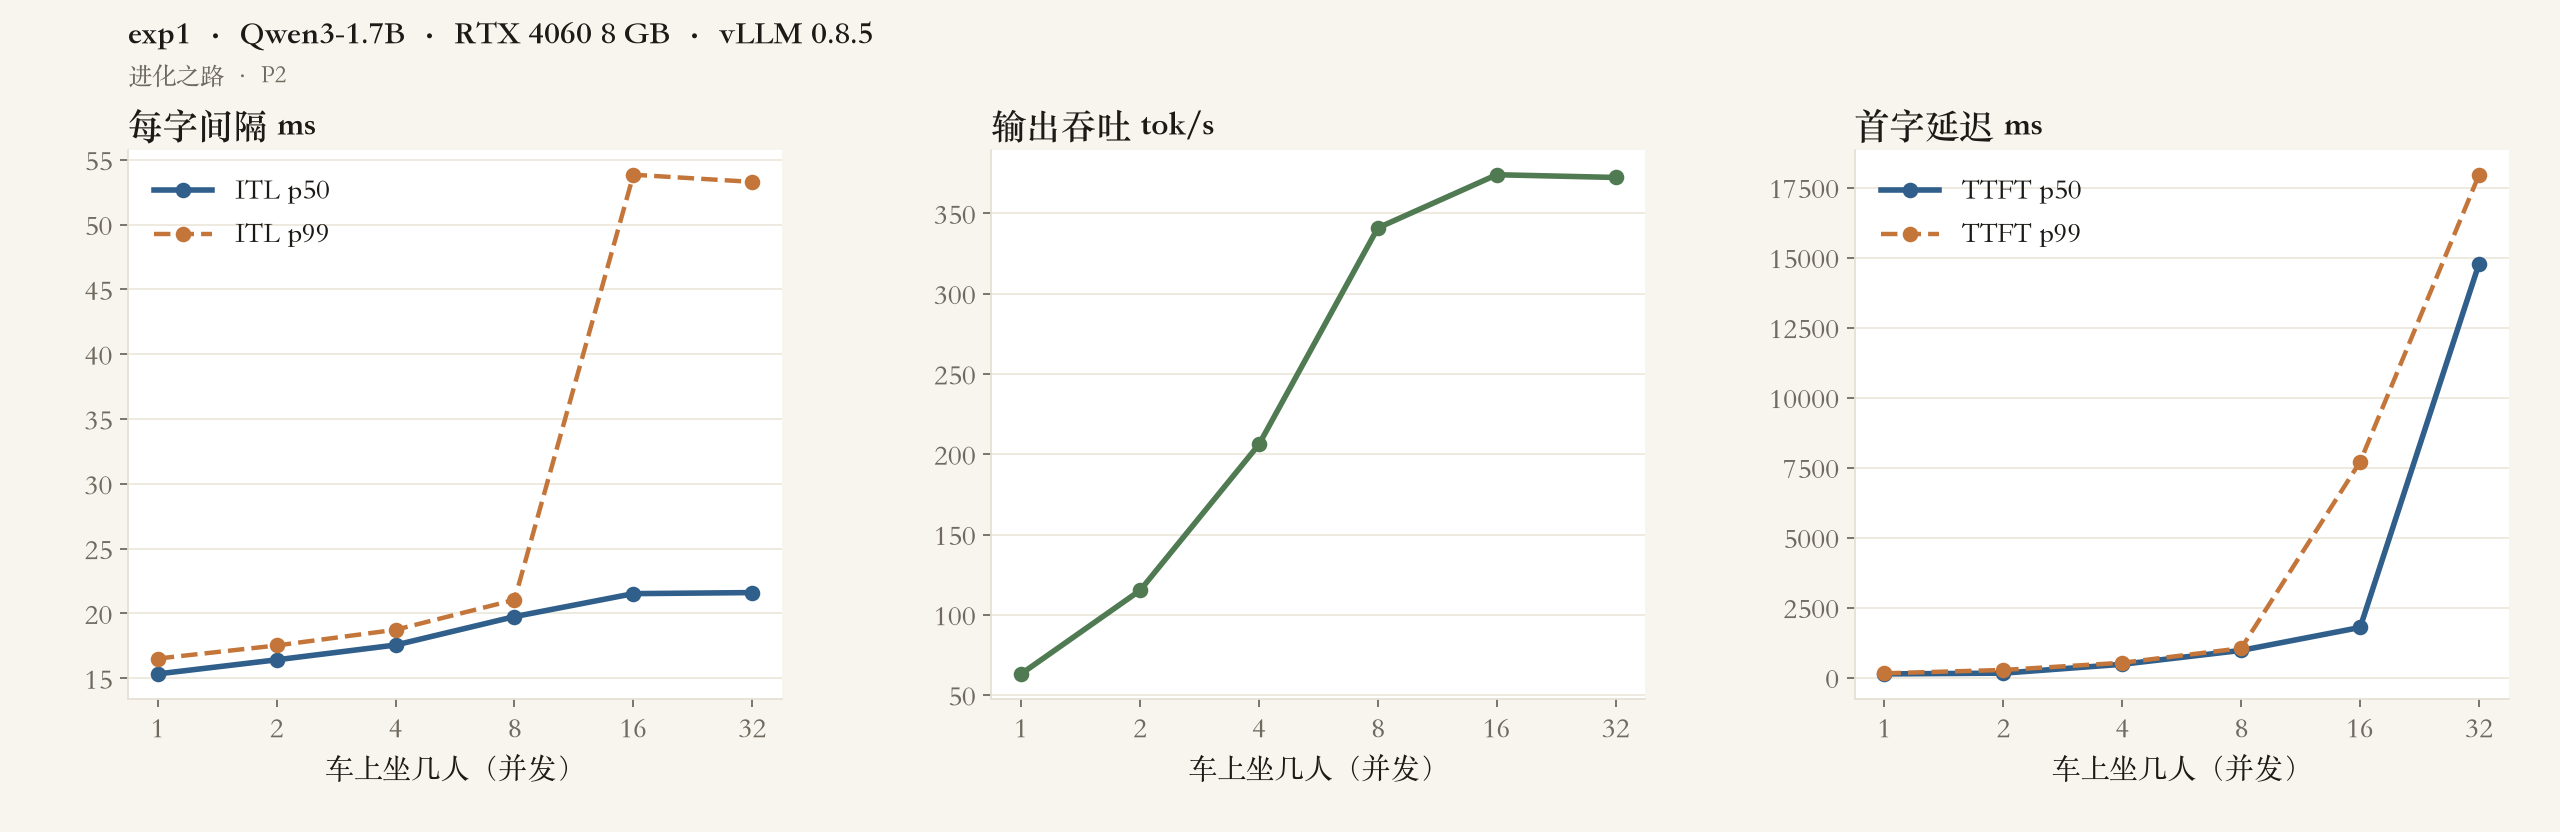 exp1 · Qwen3-1.7B · RTX 4060 8 GB · vLLM 0.8.5
进化之路 · P2
每字间隔 ms
55
50
45
40
35
30
25
20
15
ITL p50
ITL p99
1 2 4 8 16 32
车上坐几人（并发）
输出吞吐 tok/s
350
300
250
200
150
100
50
1 2 4 8 16 32
车上坐几人（并发）
首字延迟 ms
17500
15000
12500
10000
7500
5000
2500
0
TTFT p50
TTFT p99
1 2 4 8 16 32
车上坐几人（并发）